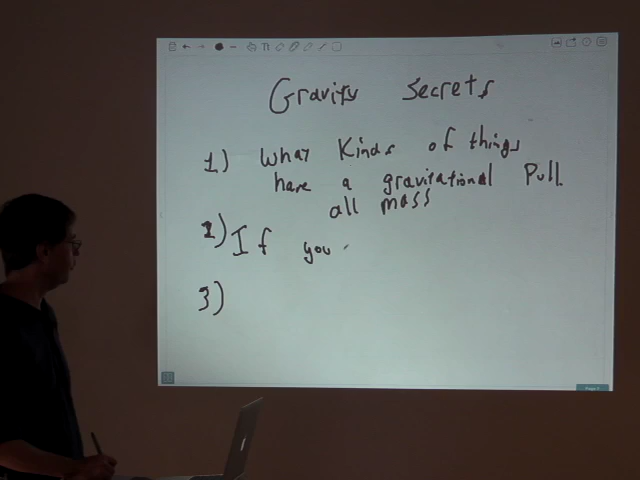 Gravity Secrets
1) What Kinds of things
have a gravitational Pull
all mass
2) If you
3)